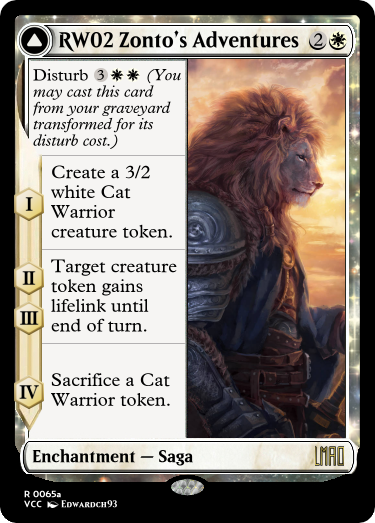 RW02 Zonto's Adventures 2
Disturb 3 (You
may cast this card
from your graveyard
transformed for its
disturb cost.)
I
Create a 3/2
white Cat
Warrior
creature token.
II
III
Target creature
token gains
lifelink until
end of turn.
IV
Sacrifice a Cat
Warrior token.
Enchantment — Saga
LMAC
R 0065a
VCC Edwardch93